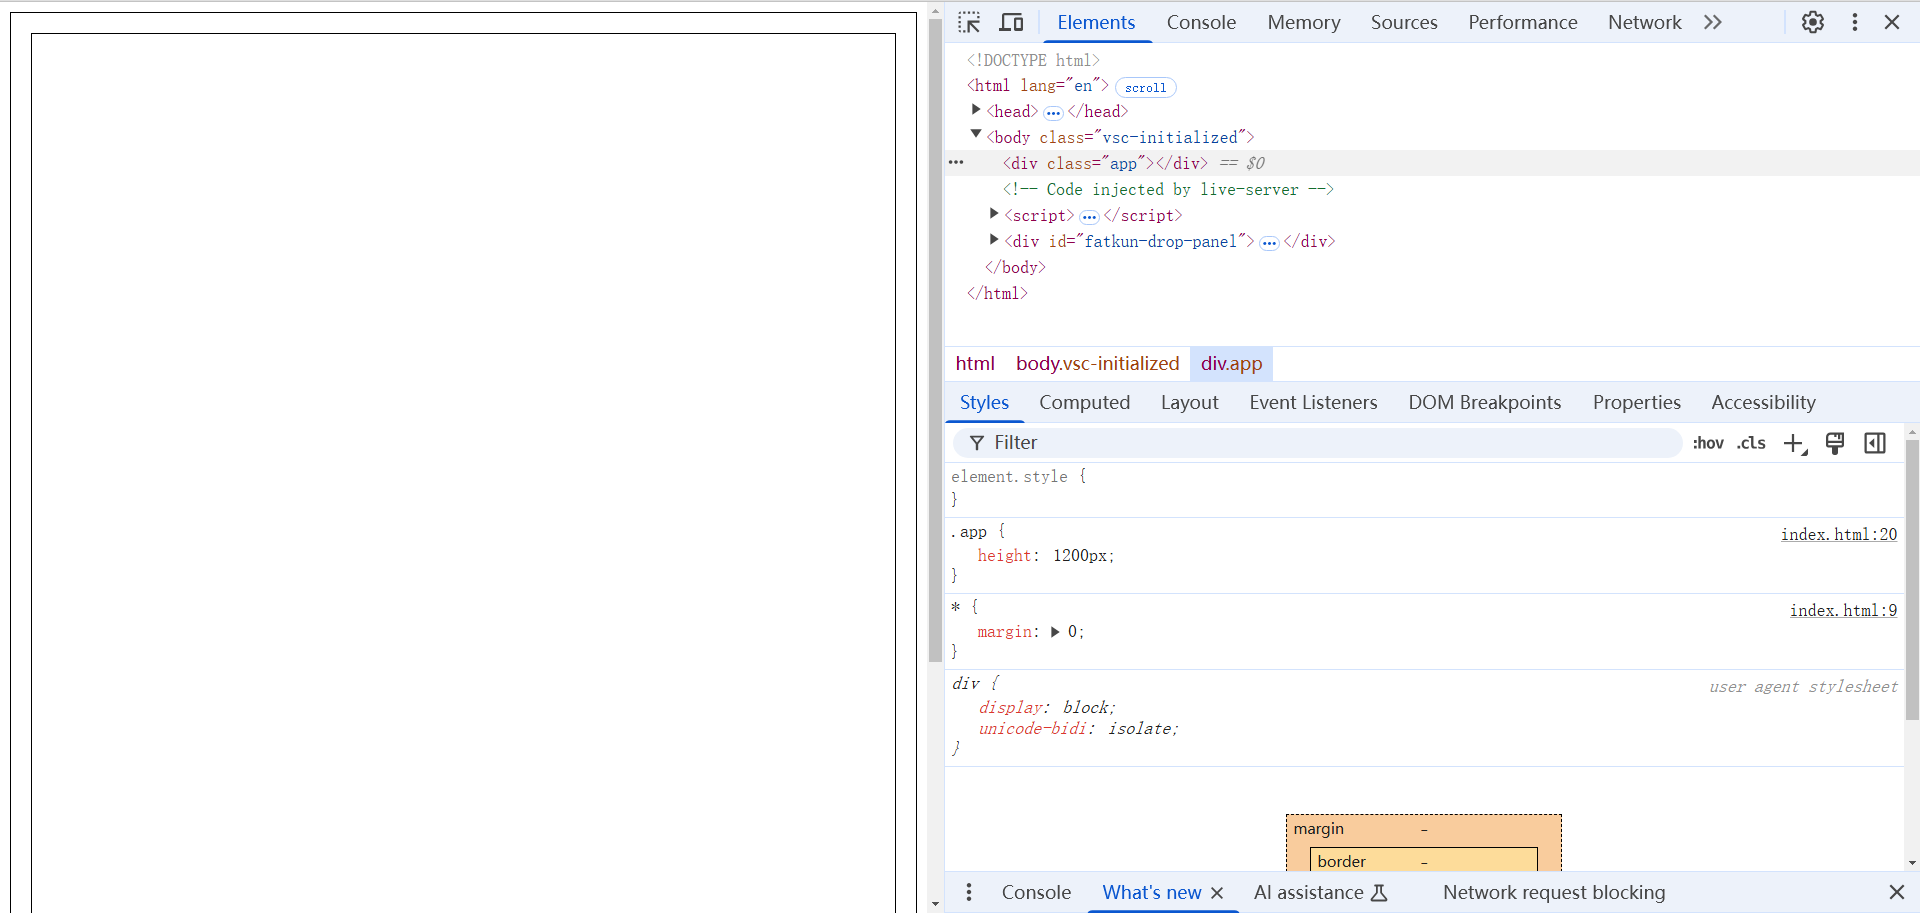 Elements Console Memory Sources Performance Network
<!DOCTYPE html>
<html lang="en"> scroll
<head> ··· </head>
<body class="vsc-initialized">
··· <div class="app"></div> == $0
<!-- Code injected by live-server -->
<script> ··· </script>
<div id="fatkun-drop-panel"> ··· </div>
</body>
</html>
html body.vsc-initialized div.app
Styles Computed Layout Event Listeners DOM Breakpoints Properties Accessibility
Filter :hov .cls
element.style {
}
.app { index.html:20
height: 1200px;
}
* { index.html:9
margin: 0;
}
div { user agent stylesheet
display: block;
unicode-bidi: isolate;
}
margin -
border -
Console What's new AI assistance Network request blocking